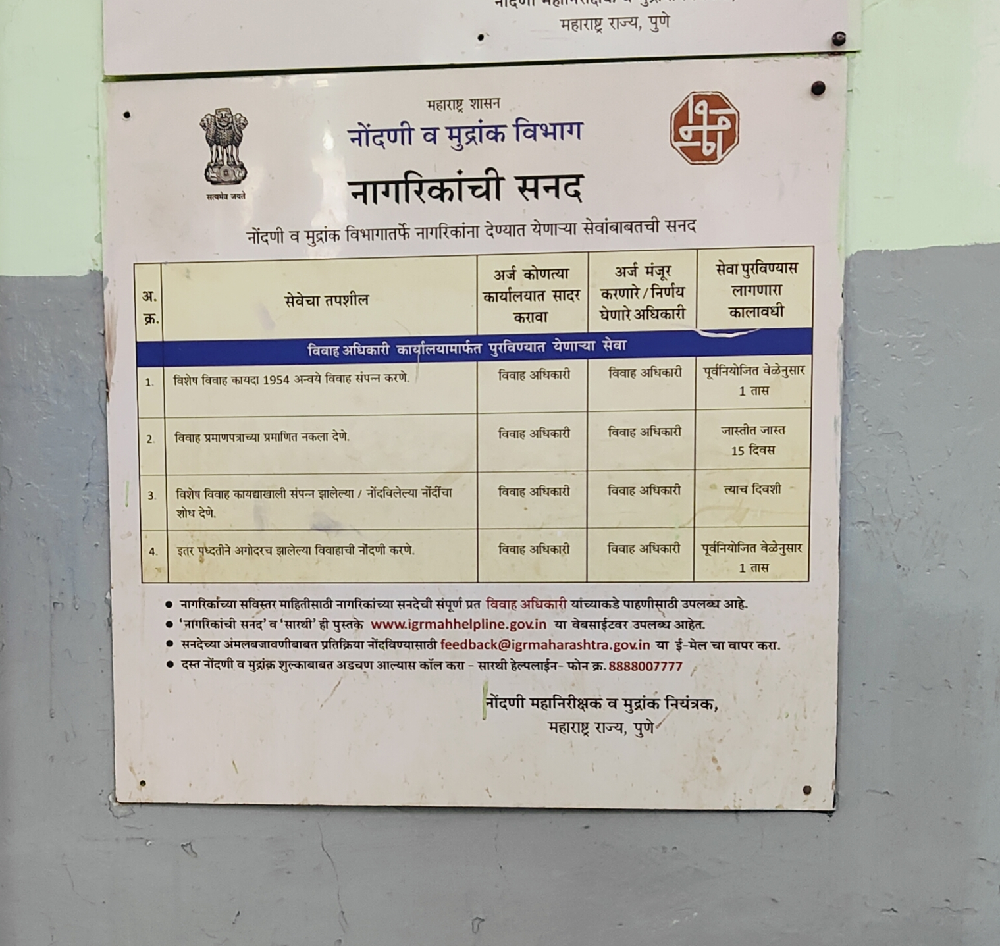 महाराष्ट्र राज्य, पुणे
महाराष्ट्र शासन
नोंदणी व मुद्रांक विभाग
नागरिकांची सनद
सत्यमेव जयते
नोंदणी व मुद्रांक विभागातर्फे नागरिकांना देण्यात येणाऱ्या सेवांबाबतची सनद
अ. क्र. सेवेचा तपशील अर्ज कोणत्या कार्यालयात सादर करावा अर्ज मंजूर करणारे / निर्णय घेणारे अधिकारी सेवा पुरविण्यास लागणारा कालावधी
विवाह अधिकारी कार्यालयामार्फत पुरविण्यात येणाऱ्या सेवा
1. विशेष विवाह कायदा 1954 अन्वये विवाह संपन्न करणे. विवाह अधिकारी विवाह अधिकारी पूर्वनियोजित वेळेनुसार
1 तास
2. विवाह प्रमाणपत्राच्या प्रमाणित नकला देणे. विवाह अधिकारी विवाह अधिकारी जास्तीत जास्त
15 दिवस
3. विशेष विवाह कायद्याखाली संपन्न झालेल्या / नोंदविलेल्या नोंदींचा विवाह अधिकारी विवाह अधिकारी त्याच दिवशी
शोध देणे.
4. इतर पध्दतीने अगोदरच झालेल्या विवाहाची नोंदणी करणे. विवाह अधिकारी विवाह अधिकारी पूर्वनियोजित वेळेनुसार
1 तास
● नागरिकांच्या सविस्तर माहितीसाठी नागरिकांच्या सनदेची संपूर्ण प्रत विवाह अधिकारी यांच्याकडे पाहणीसाठी उपलब्ध आहे.
● ‘नागरिकांची सनद’ व ‘सारथी’ ही पुस्तके www.igrmahhelpline.gov.in या वेबसाईटवर उपलब्ध आहेत.
● सनदेच्या अंमलबजावणीबाबत प्रतिक्रिया नोंदविण्यासाठी feedback@igrmaharashtra.gov.in या ई-मेल चा वापर करा.
● दस्त नोंदणी व मुद्रांक शुल्काबाबत अडचण आल्यास कॉल करा - सारथी हेल्पलाईन- फोन क्र. 8888007777
नोंदणी महानिरीक्षक व मुद्रांक नियंत्रक,
महाराष्ट्र राज्य, पुणे